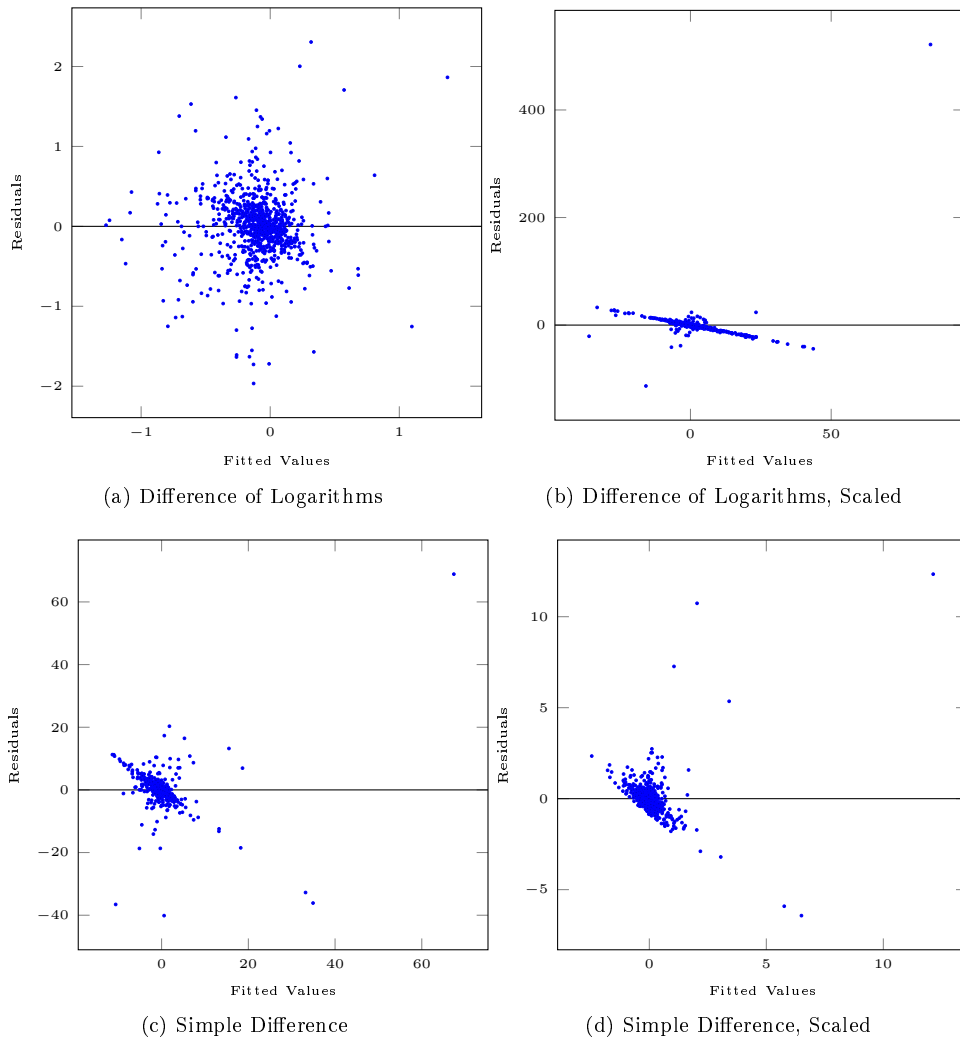 2
1
0
−1
−2
Residuals
−1 0 1
Fitted Values
(a) Difference of Logarithms
400
200
0
Residuals
0 50
Fitted Values
(b) Difference of Logarithms, Scaled
60
40
20
0
−20
−40
Residuals
0 20 40 60
Fitted Values
(c) Simple Difference
10
5
0
−5
Residuals
0 5 10
Fitted Values
(d) Simple Difference, Scaled